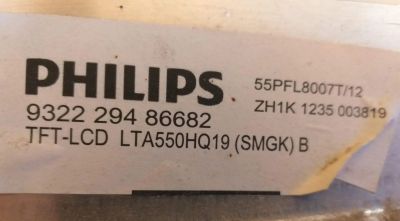 PHILIPS
55PFL8007T/12
ZH1K 1235 003819
9322 294 86682
TFT-LCD LTA550HQ19 (SMGK) B